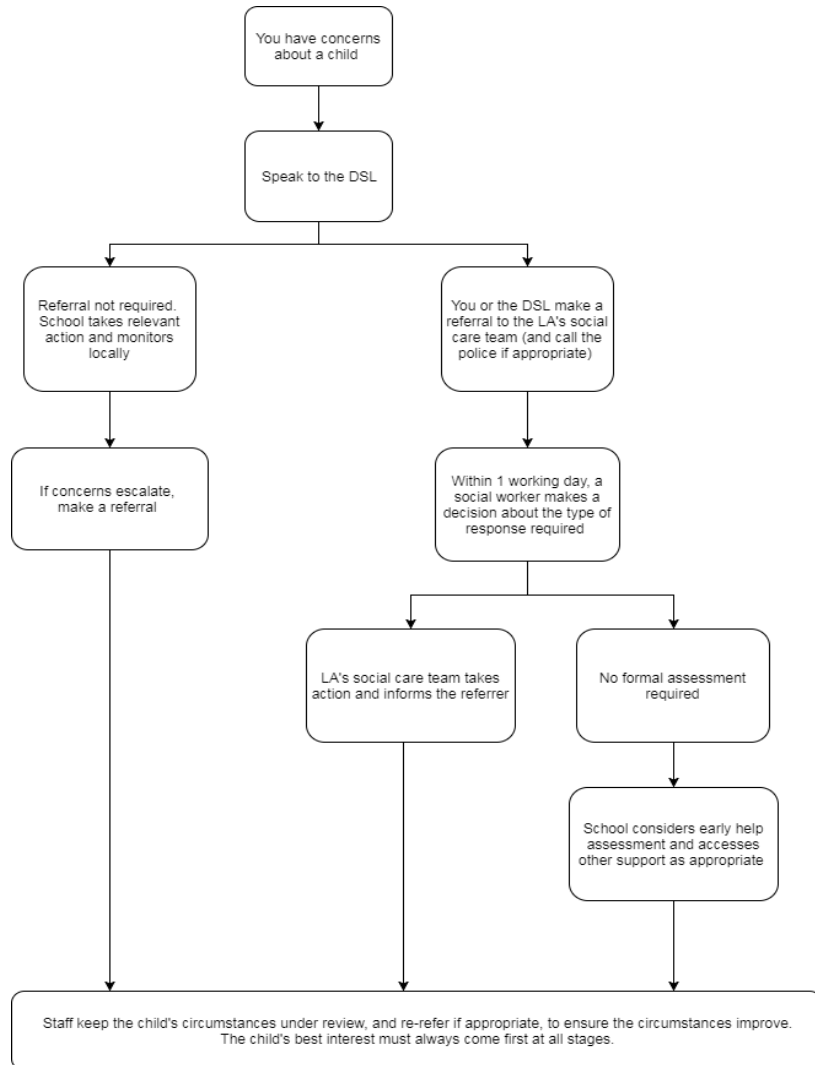 You have concerns
about a child
Speak to the DSL
Referral not required.
School takes relevant
action and monitors
locally
You or the DSL make a
referral to the LA's social
care team (and call the
police if appropriate)
If concerns escalate,
make a referral
Within 1 working day, a
social worker makes a
decision about the type of
response required
LA's social care team takes
action and informs the referrer
No formal assessment
required
School considers early help
assessment and accesses
other support as appropriate
Staff keep the child's circumstances under review, and re-refer if appropriate, to ensure the circumstances improve.
The child's best interest must always come first at all stages.